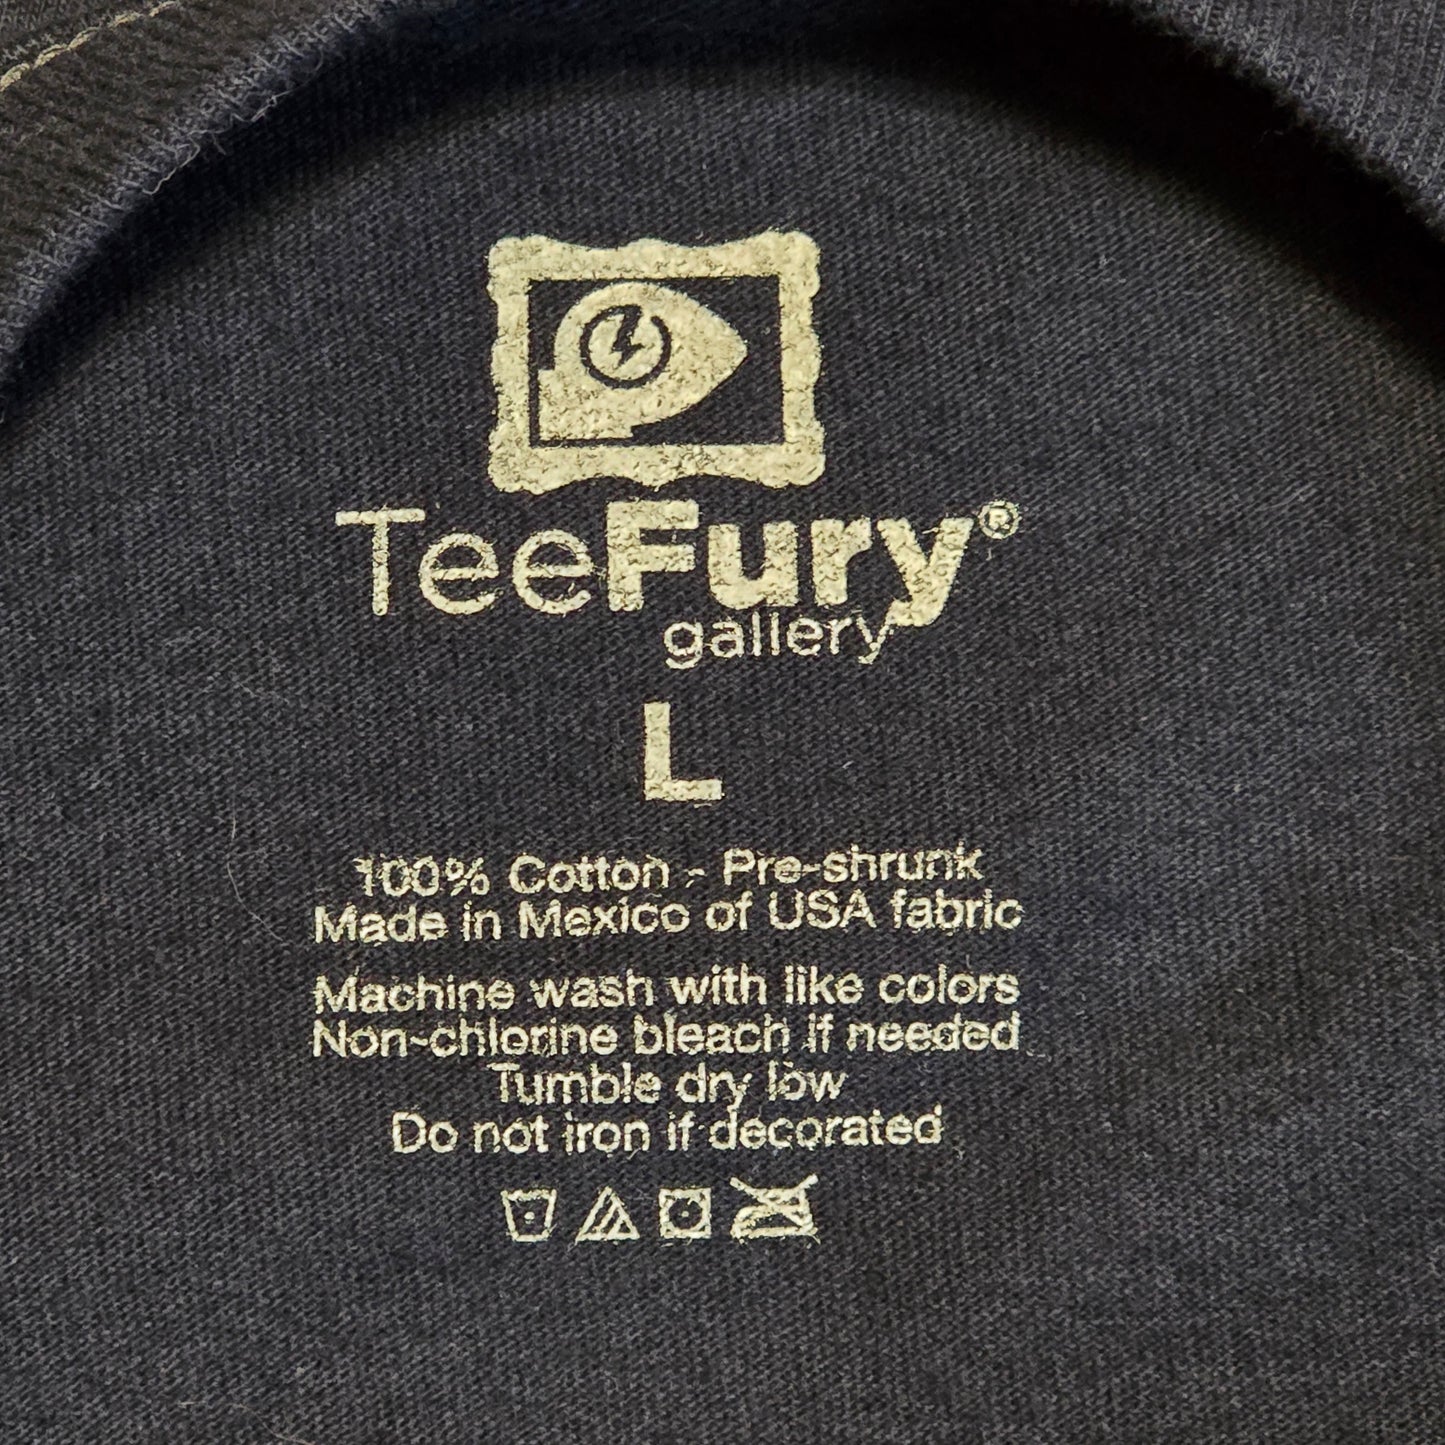 TeeFury®
gallery
L
100% Cotton - Pre-shrunk
Made in Mexico of USA fabric
Machine wash with like colors
Non-chlorine bleach if needed
Tumble dry low
Do not iron if decorated